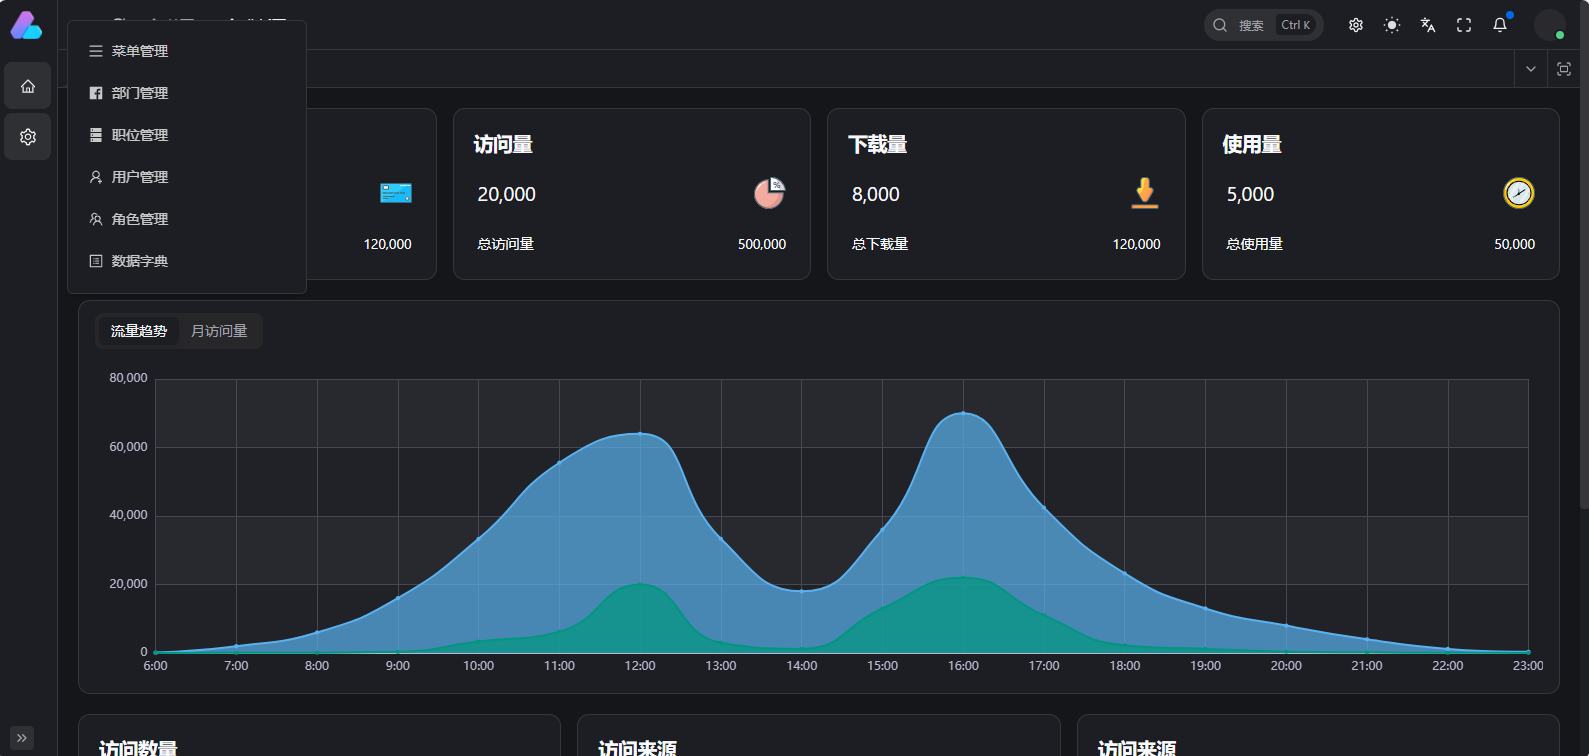 搜索 Ctrl K
菜单管理
部门管理
职位管理
用户管理
角色管理
数据字典
120,000
访问量
20,000
总访问量 500,000
下载量
8,000
总下载量 120,000
使用量
5,000
总使用量 50,000
流量趋势 月访问量
80,000
60,000
40,000
20,000
0
6:00 7:00 8:00 9:00 10:00 11:00 12:00 13:00 14:00 15:00 16:00 17:00 18:00 19:00 20:00 21:00 22:00 23:00
访问数量 访问来源 访问来源